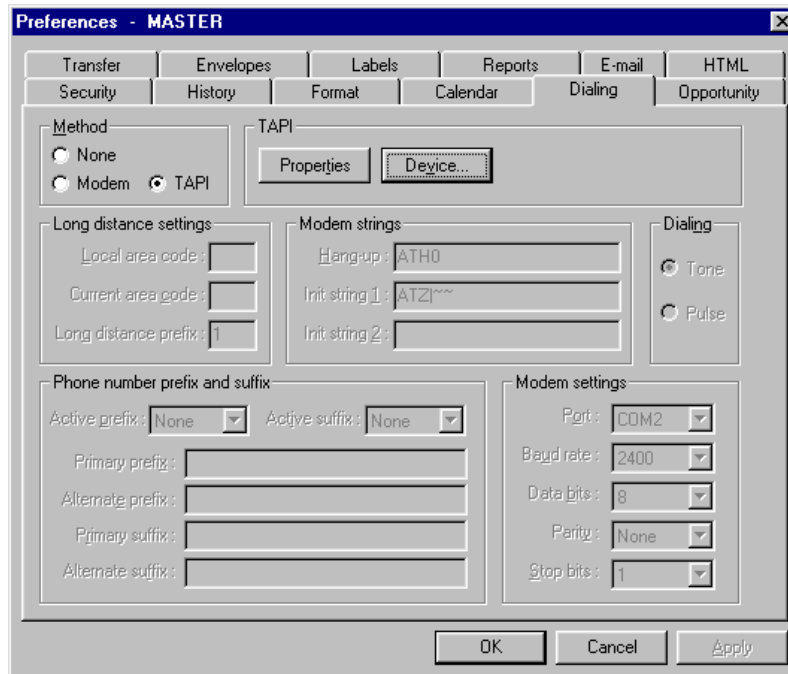 Preferences - MASTER
Transfer Envelopes Labels Reports E-mail HTML
Security History Format Calendar Dialing Opportunity
Method
None
Modem TAPI
TAPI
Properties Device...
Long distance settings
Local area code :
Current area code :
Long distance prefix : 1
Modem strings
Hang-up : ATH0
Init string 1 : ATZ|~~
Init string 2 :
Dialing
Tone
Pulse
Phone number prefix and suffix
Active prefix : None Active suffix : None
Primary prefix :
Alternate prefix :
Primary suffix :
Alternate suffix :
Modem settings
Port : COM2
Baud rate : 2400
Data bits : 8
Parity : None
Stop bits : 1
OK Cancel Apply